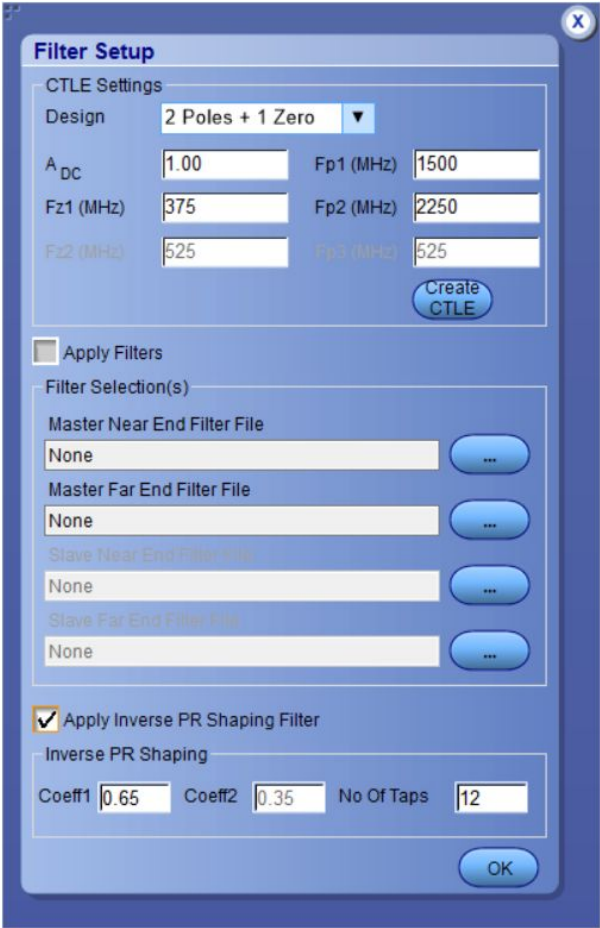 X
Filter Setup
CTLE Settings
Design 2 Poles + 1 Zero
A DC 1.00 Fp1 (MHz) 1500
Fz1 (MHz) 375 Fp2 (MHz) 2250
Fz2 (MHz) 525 Fp3 (MHz) 525
Create
CTLE
Apply Filters
Filter Selection(s)
Master Near End Filter File
None ...
Master Far End Filter File
None ...
Slave Near End Filter File
None ...
Slave Far End Filter File
None ...
Apply Inverse PR Shaping Filter
Inverse PR Shaping
Coeff1 0.65 Coeff2 0.35 No Of Taps 12
OK